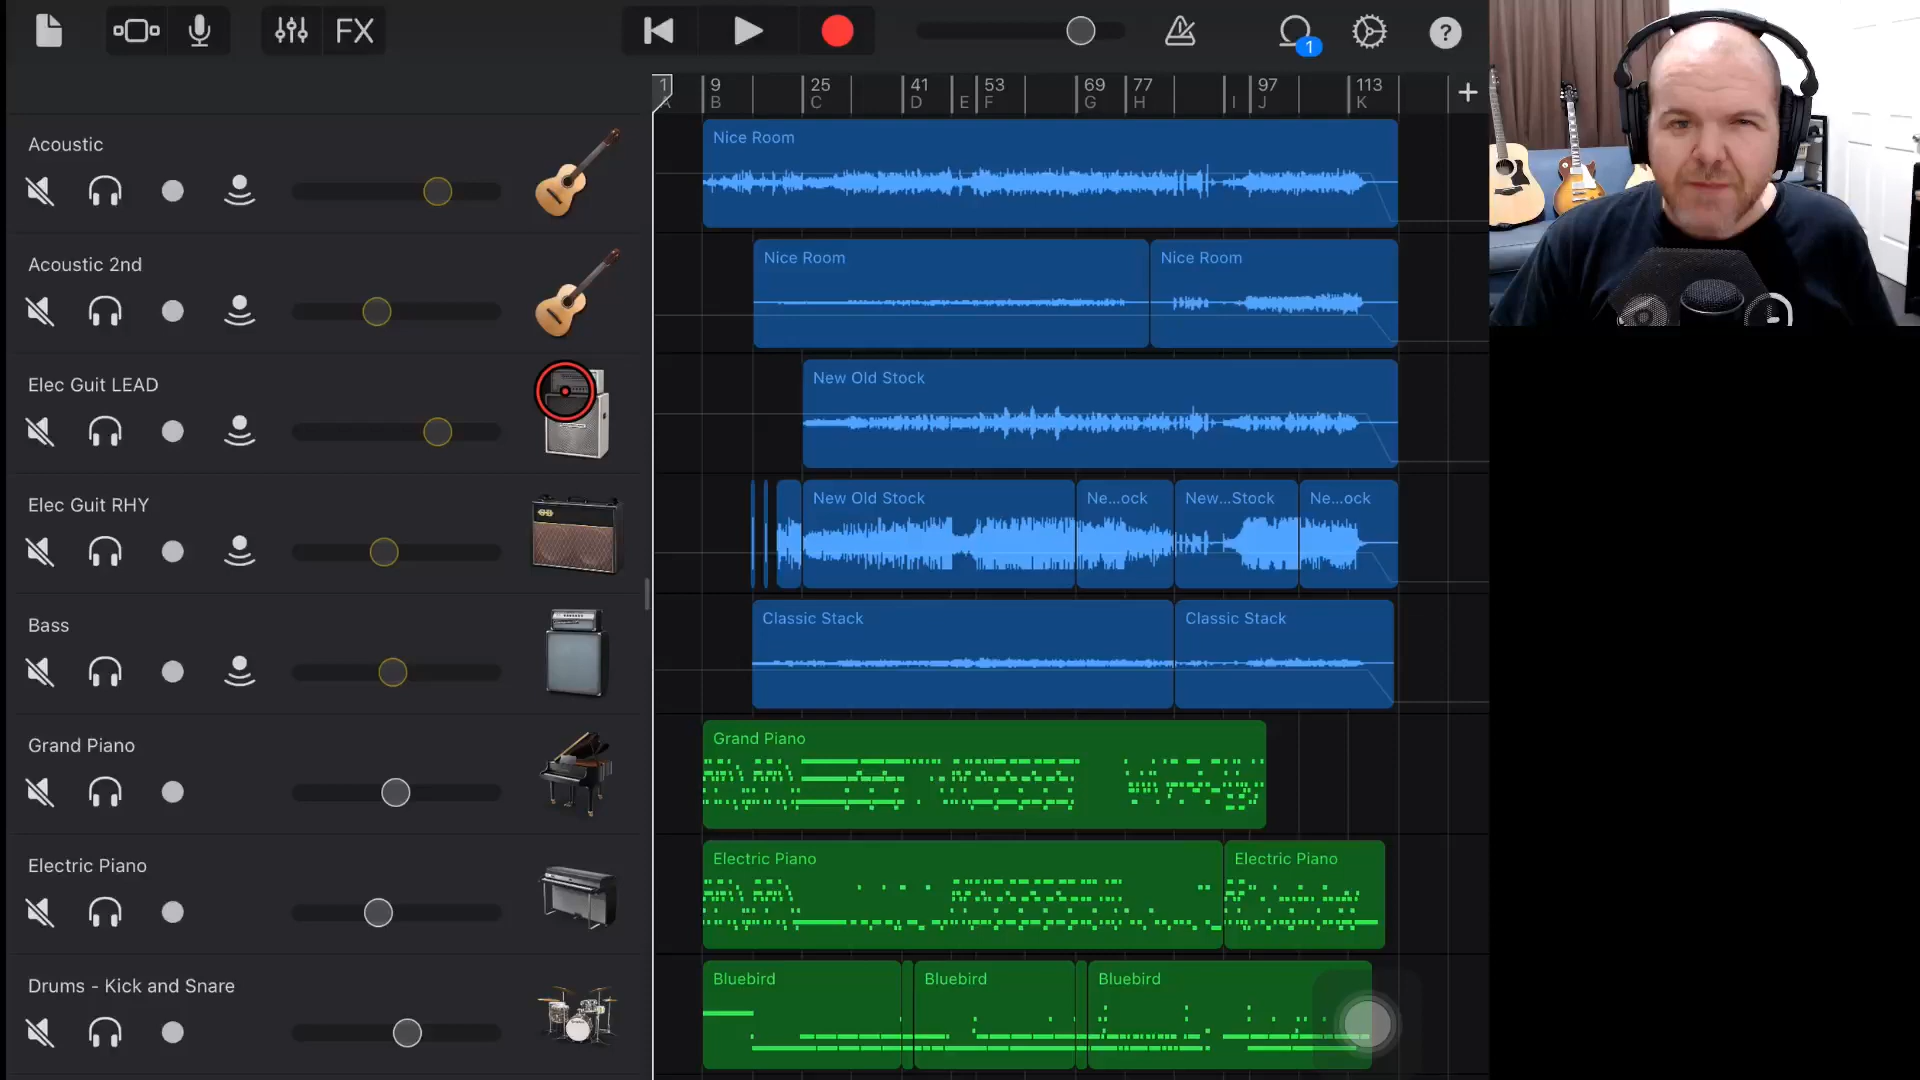 FX
1
?
1 9 25 41 53 69 77 97 113
A B C D E F G H I J K
+
Acoustic
Nice Room
Acoustic 2nd
Nice Room Nice Room
Elec Guit LEAD
New Old Stock
Elec Guit RHY
New Old Stock Ne...ock New...Stock Ne...ock
Bass
Classic Stack Classic Stack
Grand Piano
Grand Piano
Electric Piano
Electric Piano Electric Piano
Drums - Kick and Snare
Bluebird Bluebird Bluebird